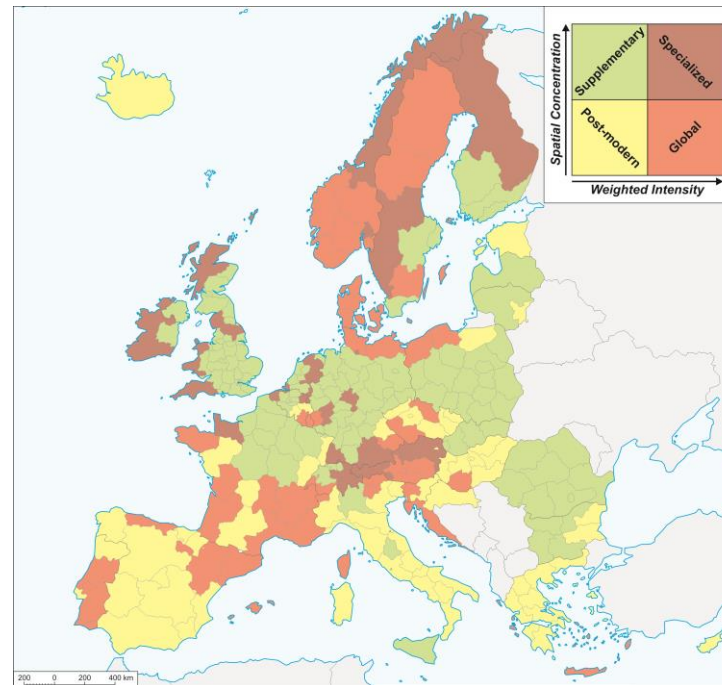 Spatial Concentration
Supplementary
Specialized
Post-modern
Global
Weighted Intensity
200 0 200 400 km